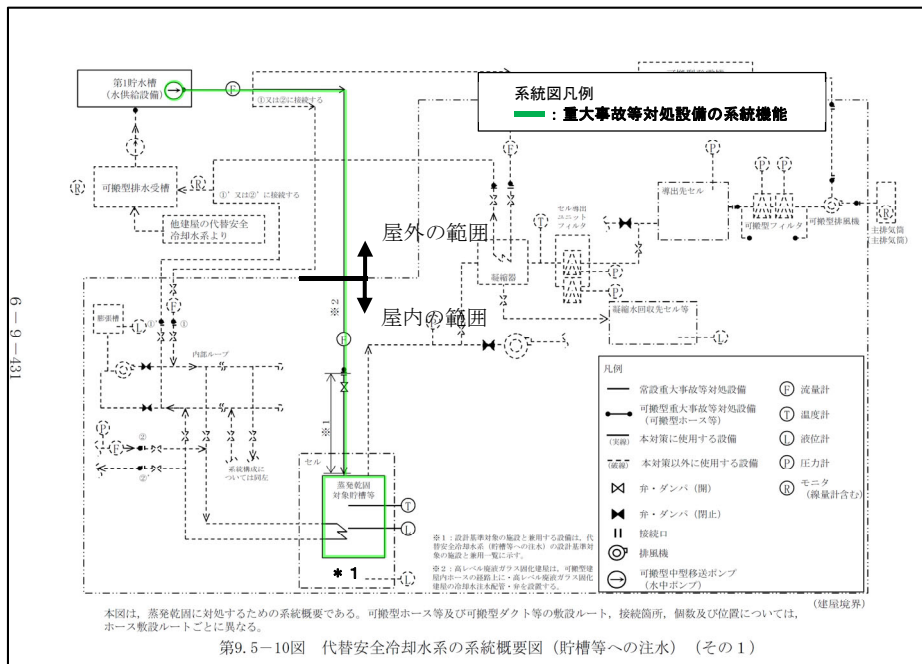 第1貯水槽
(水供給設備)
F
①又は②に接続する
系統図凡例
：重大事故等対処設備の系統機能
R
可搬型排水受槽
R
①’又は②’に接続する
他建屋の代替安全
冷却水系より
屋外の範囲
屋内の範囲
F
凝縮器
T
セル導出
ユニット
フィルタ
P
P
導出先セル
P
P
P
可搬型フィルタ
可搬型排風機
R
主排気筒
(主排気筒)
凝縮水回収先セル等
L
6－9－431
膨張槽
L
F
①’
①
内部ループ
※2
F
※1
P
F
②
②’
系統構成に
ついては同左
セル
蒸発乾固
対象貯槽等
T
L
＊1
L
※1：設計基準対象の施設と兼用する設備は，代
替安全冷却水系（貯槽等への注水）の設計基準対
象の施設と兼用一覧に示す。
※2：高レベル廃液ガラス固化建屋は，可搬型建
屋内ホースの経路上に・高レベル廃液ガラス固化
建屋の冷却水注水配管・弁を設置する。
凡例
常設重大事故等対処設備
可搬型重大事故等対処設備
(可搬型ホース等)
(実線) 本対策に使用する設備
(破線) 本対策以外に使用する設備
弁・ダンパ（開）
弁・ダンパ（閉止）
接続口
排風機
可搬型中型移送ポンプ
(水中ポンプ)
F 流量計
T 温度計
L 液位計
P 圧力計
R モニタ
(線量計含む)
(建屋境界)
本図は，蒸発乾固に対処するための系統概要である。可搬型ホース等及び可搬型ダクト等の敷設ルート，接続箇所，個数及び位置については，
ホース敷設ルートごとに異なる。
第9.5－10図　代替安全冷却水系の系統概要図（貯槽等への注水）（その１）